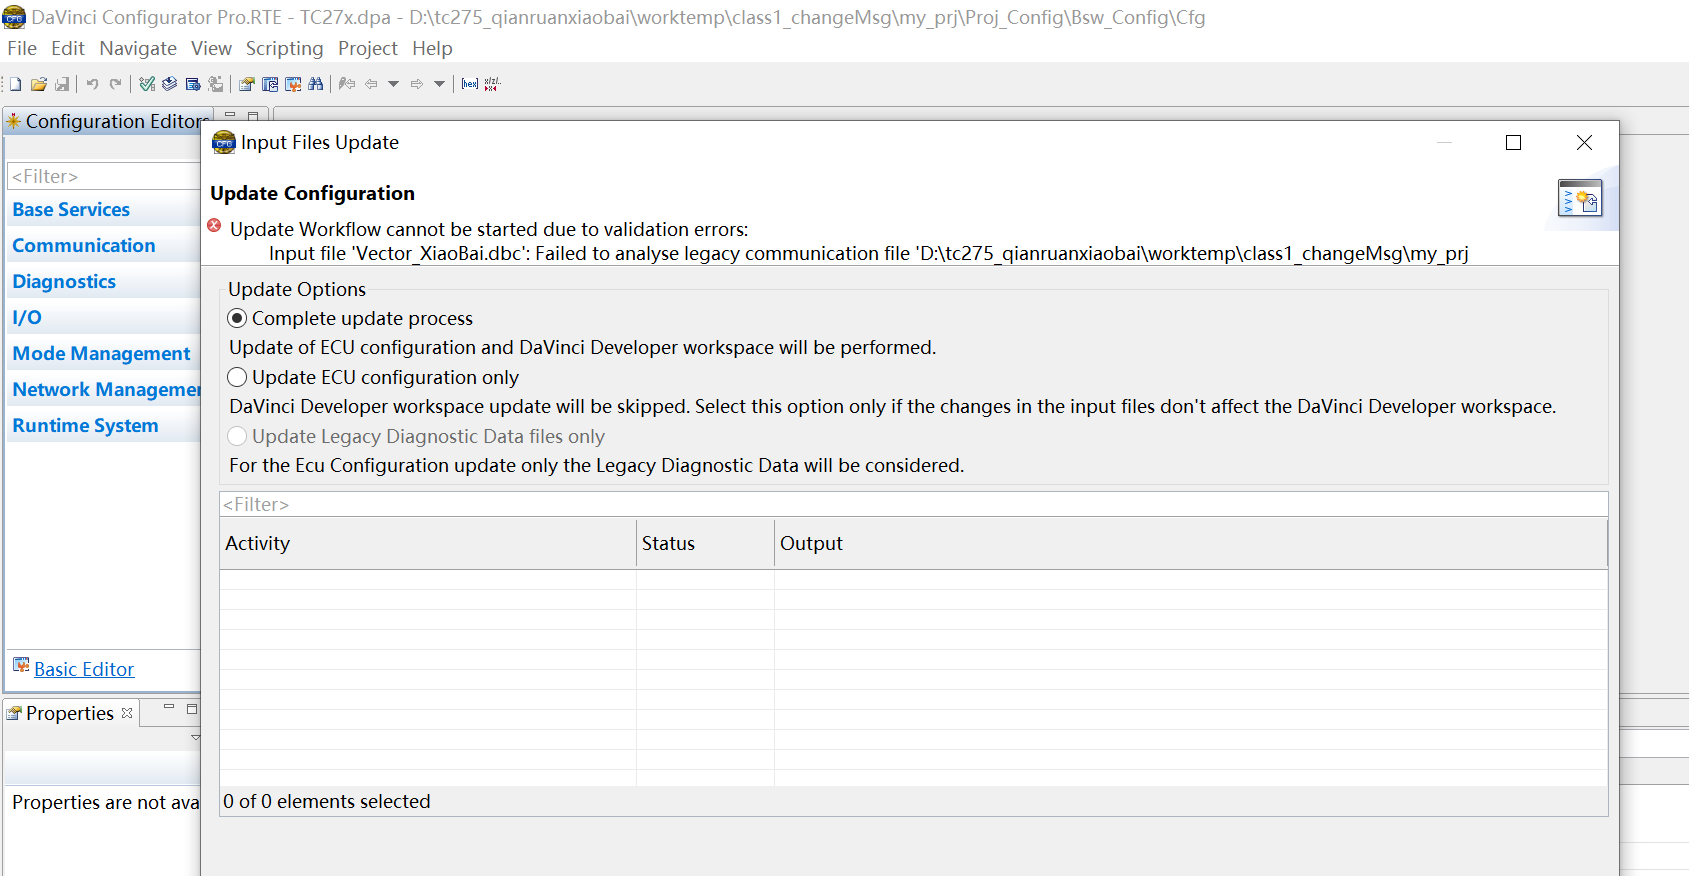 DaVinci Configurator Pro.RTE - TC27x.dpa - D:\tc275_qianruanxiaobai\worktemp\class1_changeMsg\my_prj\Proj_Config\Bsw_Config\Cfg
File Edit Navigate View Scripting Project Help
Configuration Editors
<Filter>
Base Services
Communication
Diagnostics
I/O
Mode Management
Network Managemen
Runtime System
Basic Editor
Properties
Properties are not ava
Input Files Update
Update Configuration
Update Workflow cannot be started due to validation errors:
Input file 'Vector_XiaoBai.dbc': Failed to analyse legacy communication file 'D:\tc275_qianruanxiaobai\worktemp\class1_changeMsg\my_prj
Update Options
Complete update process
Update of ECU configuration and DaVinci Developer workspace will be performed.
Update ECU configuration only
DaVinci Developer workspace update will be skipped. Select this option only if the changes in the input files don't affect the DaVinci Developer workspace.
Update Legacy Diagnostic Data files only
For the Ecu Configuration update only the Legacy Diagnostic Data will be considered.
<Filter>
Activity Status Output
0 of 0 elements selected